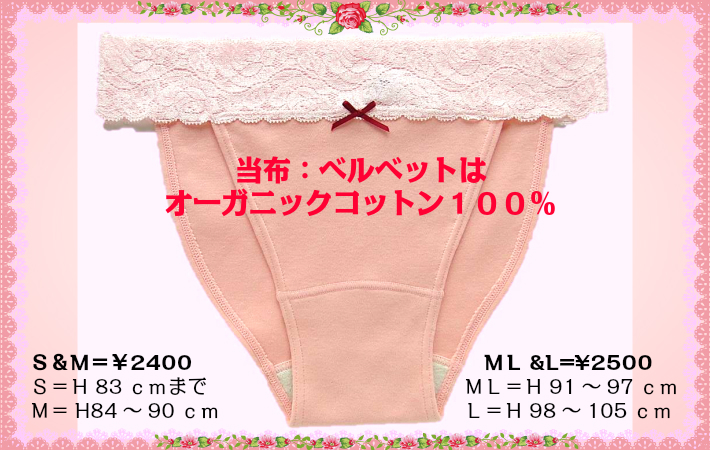 当布：ベルベットは
オーガニックコットン１００％
Ｓ&Ｍ＝￥2400
Ｓ＝Ｈ 83 ｃｍまで
Ｍ＝ H84 ～ 90 ｃｍ
ＭＬ &L=¥2500
ＭＬ＝Ｈ 91 ～ 97 ｃｍ
Ｌ＝Ｈ 98 ～ 105 ｃｍ